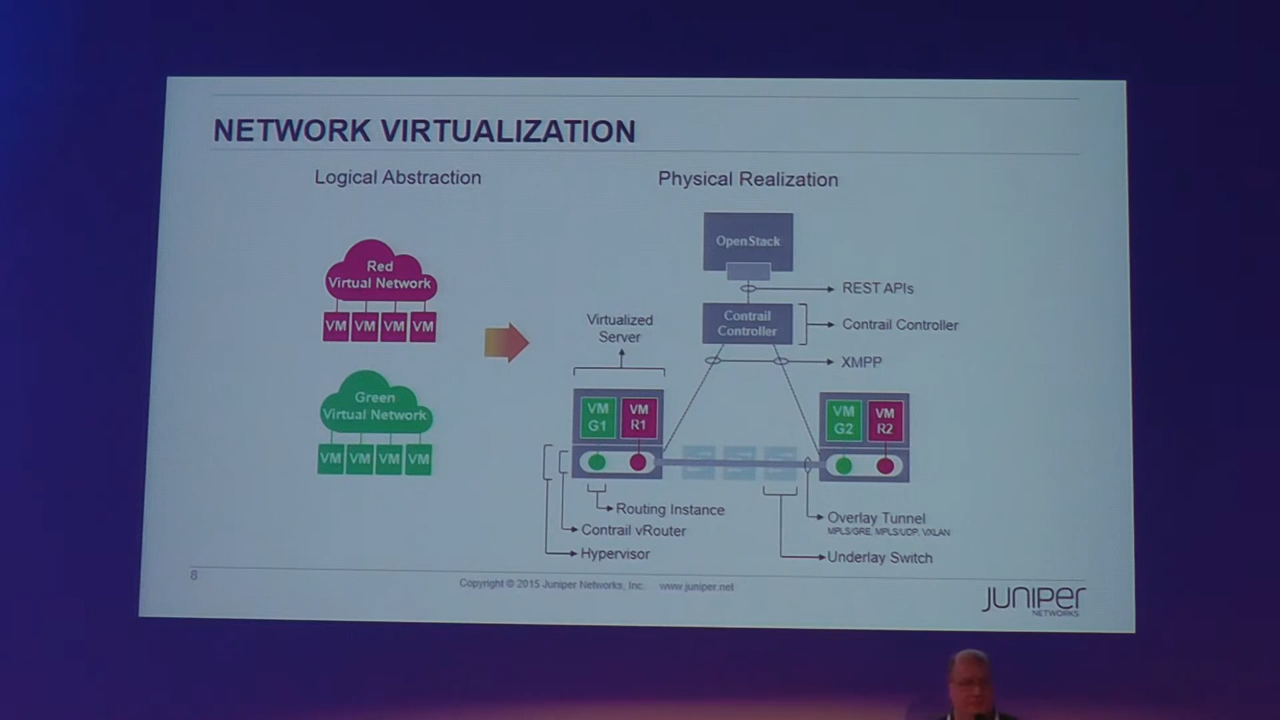 NETWORK VIRTUALIZATION
Logical Abstraction
Physical Realization
Red
Virtual Network
VM VM VM VM
Green
Virtual Network
VM VM VM VM
OpenStack
REST APIs
Contrail
Controller
Contrail Controller
XMPP
Virtualized
Server
VM
G1
VM
R1
VM
G2
VM
R2
Routing Instance
Contrail vRouter
Hypervisor
Overlay Tunnel
MPLS/GRE, MPLS/UDP, VXLAN
Underlay Switch
8
Copyright © 2015 Juniper Networks, Inc. www.juniper.net
JUNIPER
NETWORKS